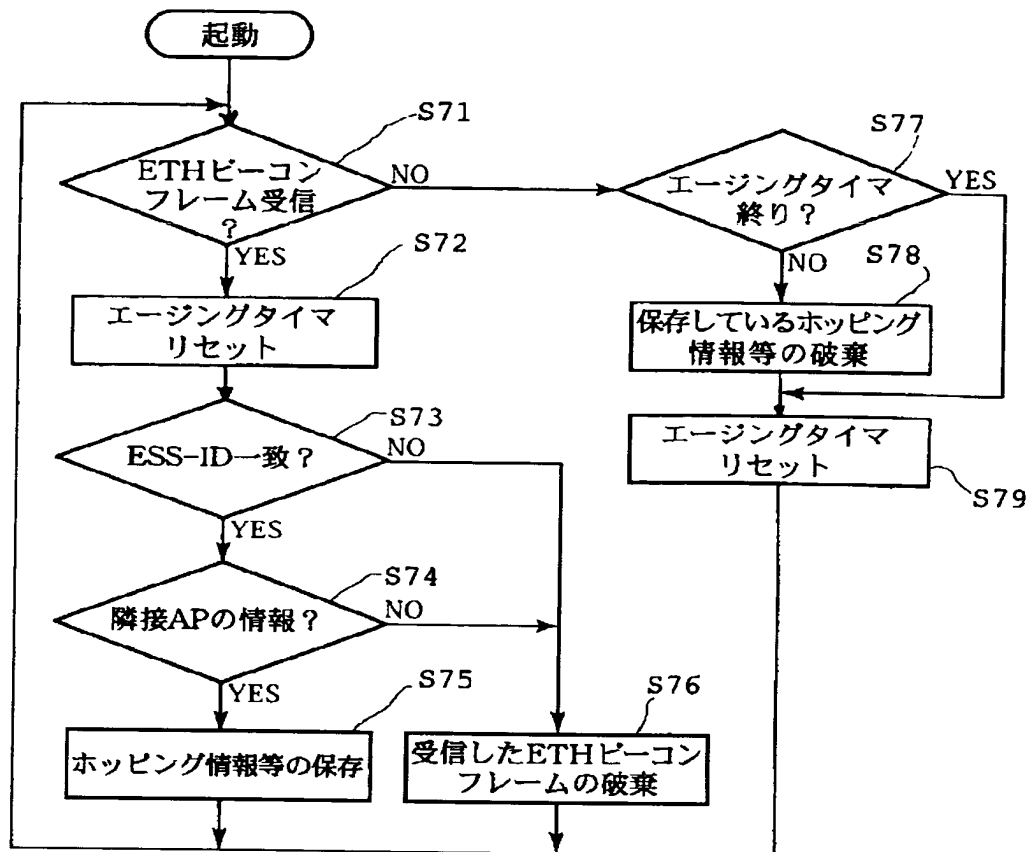 起動
S71
ETHビーコン
フレーム受信
?
NO
YES
S72
エージングタイマ
リセット
S73
ESS-ID一致?
NO
YES
S74
隣接APの情報?
NO
YES
S75
ホッピング情報等の保存
S76
受信したETHビーコン
フレームの破棄
S77
エージングタイマ
終り?
YES
NO
S78
保存しているホッピング
情報等の破棄
エージングタイマ
リセット
S79